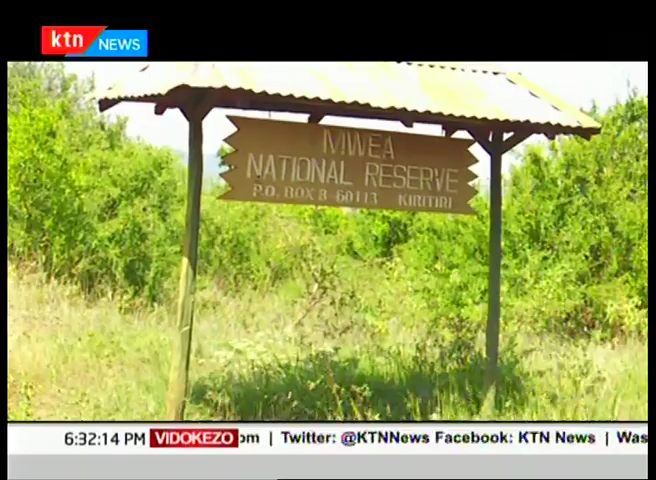 ktn NEWS
MWEA
NATIONAL RESERVE
P.O. BOX 8-60113 KIRITIRI
6:32:14 PM VIDOKEZO om | Twitter: @KTNNews Facebook: KTN News | Was